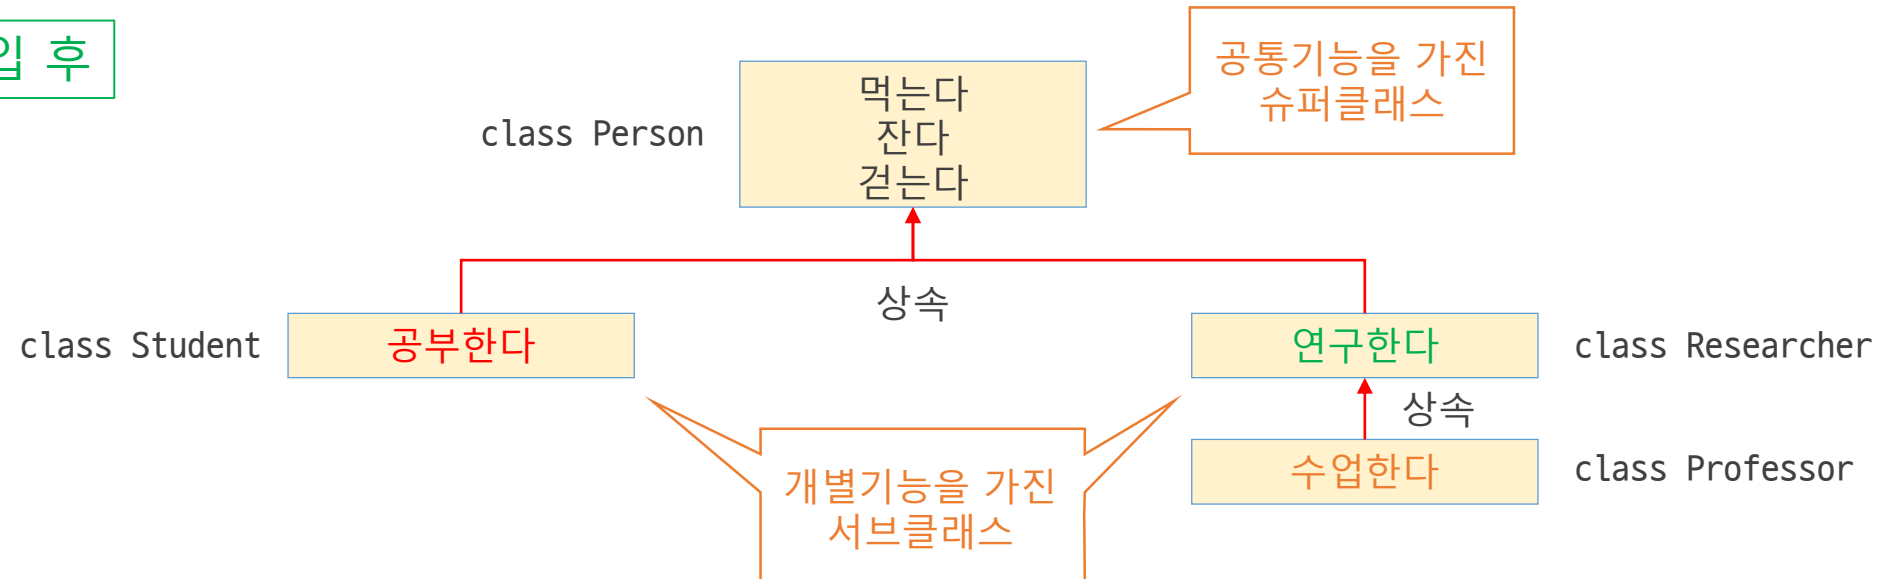 입 후
공통기능을 가진
슈퍼클래스
먹는다
잔다
걷는다
class Person
상속
class Student
공부한다
연구한다
class Researcher
상속
개별기능을 가진
서브클래스
수업한다
class Professor